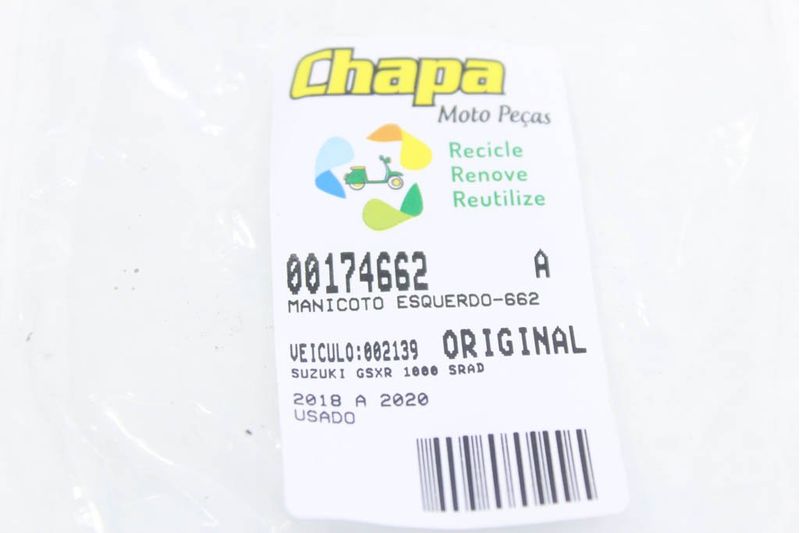 Chapa
Moto Peças
Recicle
Renove
Reutilize
00174662 A
MANICOTO ESQUERDO-662
VEICULO:002139 ORIGINAL
SUZUKI GSXR 1000 SRAD
2018 A 2020
USADO